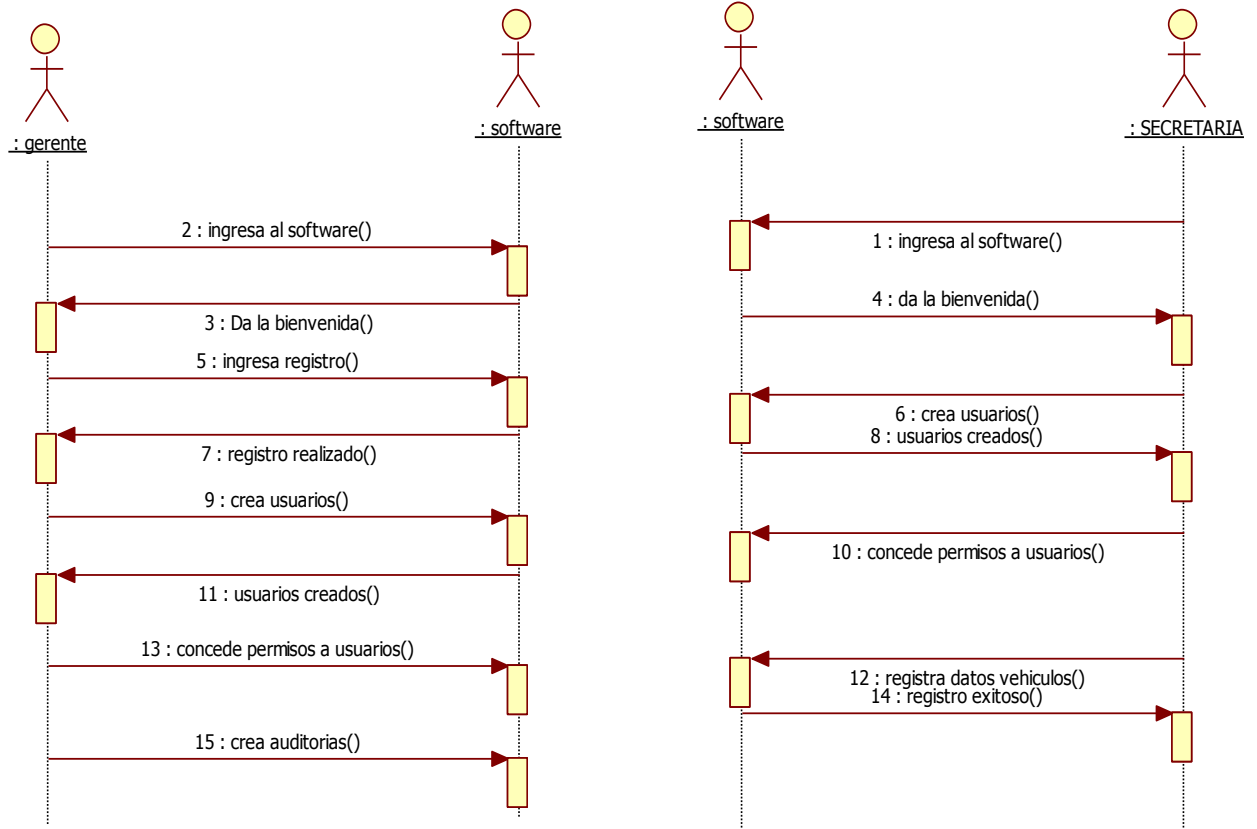 : gerente
: software
2 : ingresa al software()
3 : Da la bienvenida()
5 : ingresa registro()
7 : registro realizado()
9 : crea usuarios()
11 : usuarios creados()
13 : concede permisos a usuarios()
15 : crea auditorias()
: software
: SECRETARIA
1 : ingresa al software()
4 : da la bienvenida()
6 : crea usuarios()
8 : usuarios creados()
10 : concede permisos a usuarios()
12 : registra datos vehiculos()
14 : registro exitoso()